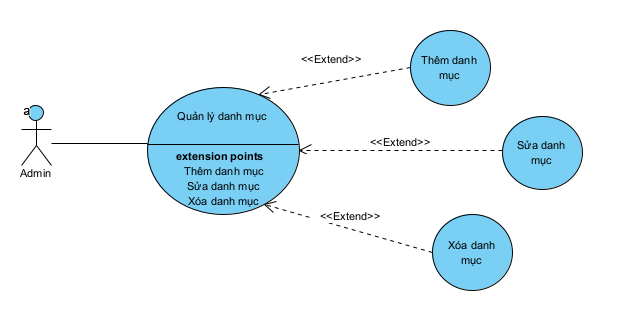 <<Extend>>
Thêm danh
mục
a
Quản lý danh mục
<<Extend>>
Sửa danh
mục
extension points
Thêm danh mục
Sửa danh mục
Xóa danh mục
Admin
<<Extend>>
Xóa danh
mục